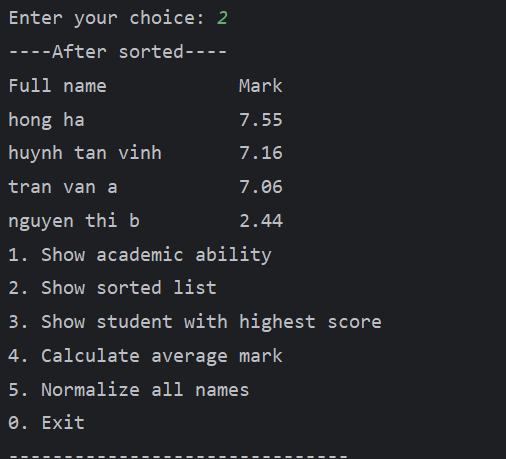 Enter your choice: 2
----After sorted----
Full name            Mark
hong ha              7.55
huynh tan vinh       7.16
tran van a           7.06
nguyen thi b         2.44
1. Show academic ability
2. Show sorted list
3. Show student with highest score
4. Calculate average mark
5. Normalize all names
0. Exit
-------------------------------